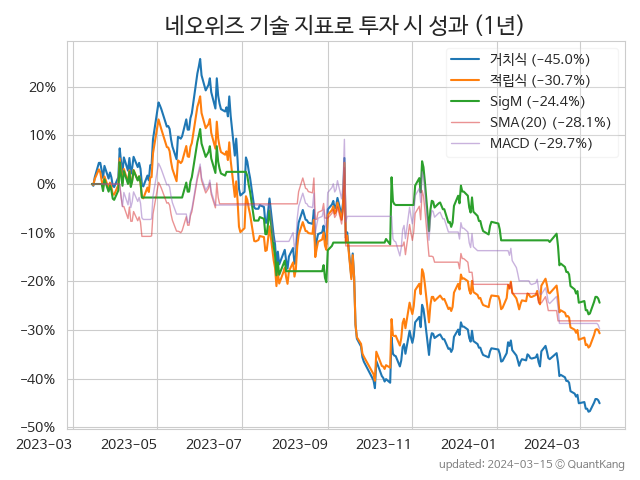 네오위즈 기술 지표로 투자 시 성과 (1년)
거치식 (−45.0%)
적립식 (−30.7%)
SigM (−24.4%)
SMA(20) (−28.1%)
MACD (−29.7%)
20%
10%
0%
−10%
−20%
−30%
−40%
−50%
2023-03 2023-05 2023-07 2023-09 2023-11 2024-01 2024-03
updated: 2024-03-15 © QuantKang